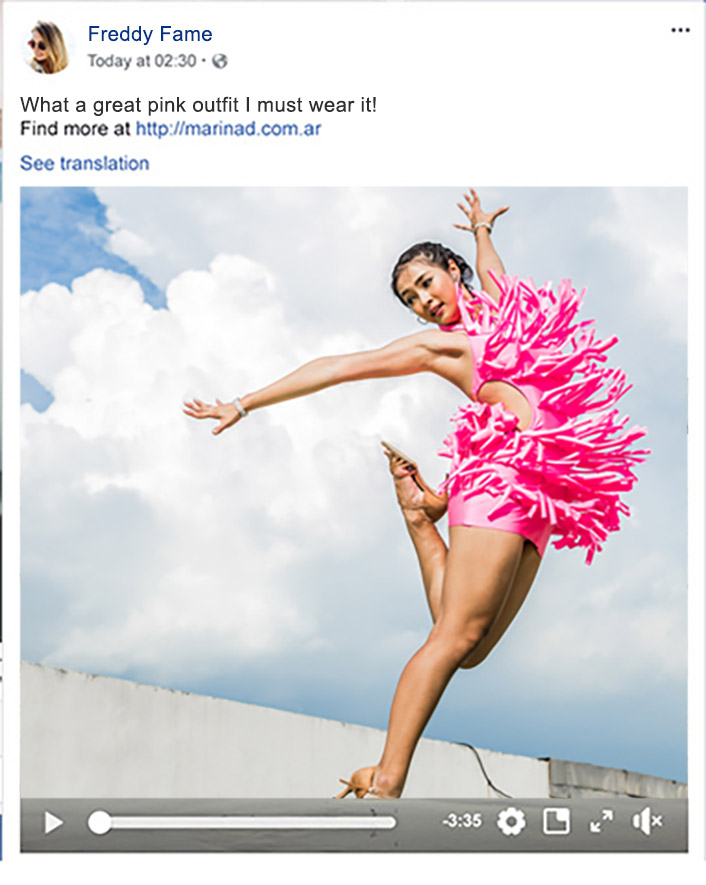 Freddy Fame
Today at 02:30 ·
What a great pink outfit I must wear it!
Find more at http://marinad.com.ar
See translation
-3:35